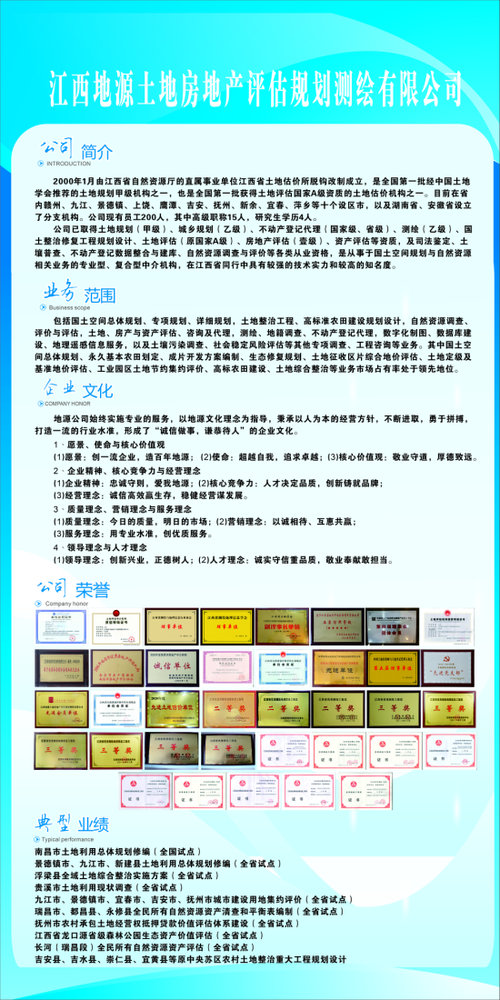 江西地源土地房地产评估规划测绘有限公司
公司 简介
INTRODUCTION
2000年1月由江西省自然资源厅的直属事业单位江西省土地估价所脱钩改制成立，是全国第一批经中国土地
学会推荐的土地规划甲级机构之一，也是全国第一批获得土地评估国家A级资质的土地估价机构之一。目前在省
内赣州、九江、景德镇、上饶、鹰潭、吉安、抚州、新余、宜春、萍乡等十个设区市，以及湖南省、安徽省设立
了分支机构。公司现有员工200人，其中高级职称15人，研究生学历4人。
公司已取得土地规划（甲级）、城乡规划（乙级）、不动产登记代理（国家级、省级）、测绘（乙级）、国
土整治修复工程规划设计、土地评估（原国家A级）、房地产评估（壹级）、资产评估等资质，及司法鉴定、土
壤普查、不动产登记数据整合与建库、自然资源调查与评价等各类从业资格，是从事于国土空间规划与自然资源
相关业务的专业型、复合型中介机构，在江西省同行中具有较强的技术实力和较高的知名度。
业务 范围
Business scope
包括国土空间总体规划、专项规划、详细规划，土地整治工程、高标准农田建设规划设计，自然资源调查、
评价与评估，土地、房产与资产评估、咨询及代理，测绘、地籍调查、不动产登记代理，数字化制图、数据库建
设、地理遥感信息服务，以及土壤污染调查、社会稳定风险评估等其他专项调查、工程咨询等业务。其中国土空
间总体规划、永久基本农田划定、成片开发方案编制、生态修复规划、土地征收区片综合地价评估、土地定级及
基准地价评估、工业园区土地节约集约评价、高标农田建设、土地综合整治等业务市场占有率处于领先地位。
企业 文化
COMPANY HONOR
地源公司始终实施专业的服务，以地源文化理念为指导，秉承以人为本的经营方针，不断进取，勇于拼搏，
打造一流的行业水准，形成了“诚信做事，谦恭待人”的企业文化。
1．愿景、使命与核心价值观
(1)愿景：创一流企业，造百年地源；(2)使命：超越自我，追求卓越；(3)核心价值观：敬业守道，厚德致远。
2．企业精神、核心竞争力与经营理念
(1)企业精神：忠诚守则，爱我地源；(2)核心竞争力：人才决定品质，创新铸就品牌；
(3)经营理念：诚信高效赢生存，稳健经营谋发展。
3．质量理念、营销理念与服务理念
(1)质量理念：今日的质量，明日的市场；(2)营销理念：以诚相待、互惠共赢；
(3)服务理念：用专业水准，创优质服务。
4．领导理念与人才理念
(1)领导理念：创新兴业，正德树人；(2)人才理念：诚实守信重品质，敬业奉献敢担当。
公司 荣誉
Company honor
理事单位
理事单位
副理事长单位
诚信单位
先进单位
先进会员单位
先进土地估价单位
二等奖
二等奖
二等奖
二等奖
三等奖
三等奖
三等奖
三等奖
三等奖
证书
证书
证书
证书
证书
证书
证书
证书
证书
典型 业绩
Typical performance
南昌市土地利用总体规划修编（全国试点）
景德镇市、九江市、新建县土地利用总体规划修编（全省试点）
浮梁县全域土地综合整治实施方案（全省试点）
贵溪市土地利用现状调查（全省试点）
九江市、景德镇市、宜春市、吉安市、抚州市城市建设用地集约评价（全省试点）
瑞昌市、都昌县、永修县全民所有自然资源资产清查和平衡表编制（全省试点）
抚州市农村承包土地经营权抵押贷款价值评估体系建设（全省试点）
江西省龙口源省级森林公园生态资产价值评估（全省试点）
长河（瑞昌段）全民所有自然资源资产评估（全省试点）
吉安县、吉水县、崇仁县、宜黄县等原中央苏区农村土地整治重大工程规划设计